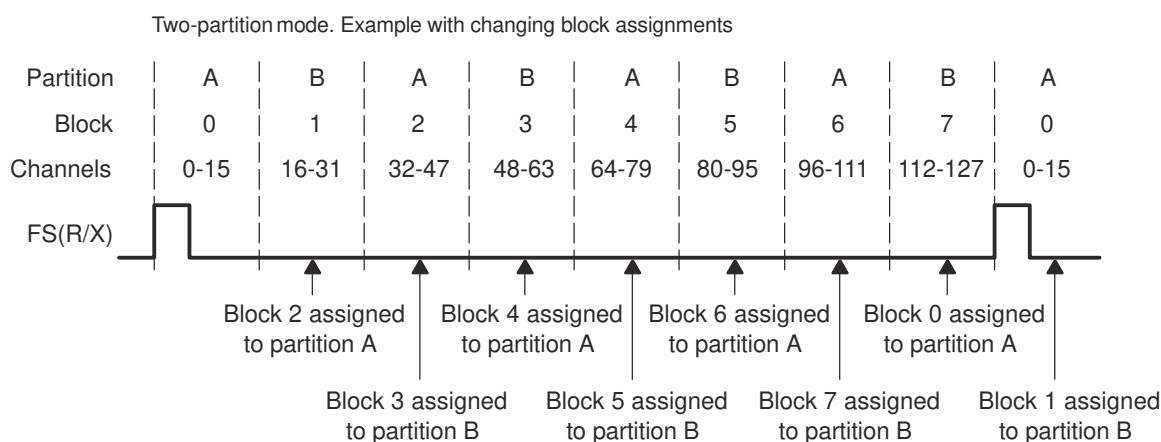 Two-partition mode. Example with changing block assignments
Partition A B A B A B A B A
Block 0 1 2 3 4 5 6 7 0
Channels 0-15 16-31 32-47 48-63 64-79 80-95 96-111 112-127 0-15
FS(R/X)
Block 2 assigned to partition A
Block 4 assigned to partition A
Block 6 assigned to partition A
Block 0 assigned to partition A
Block 3 assigned to partition B
Block 5 assigned to partition B
Block 7 assigned to partition B
Block 1 assigned to partition B